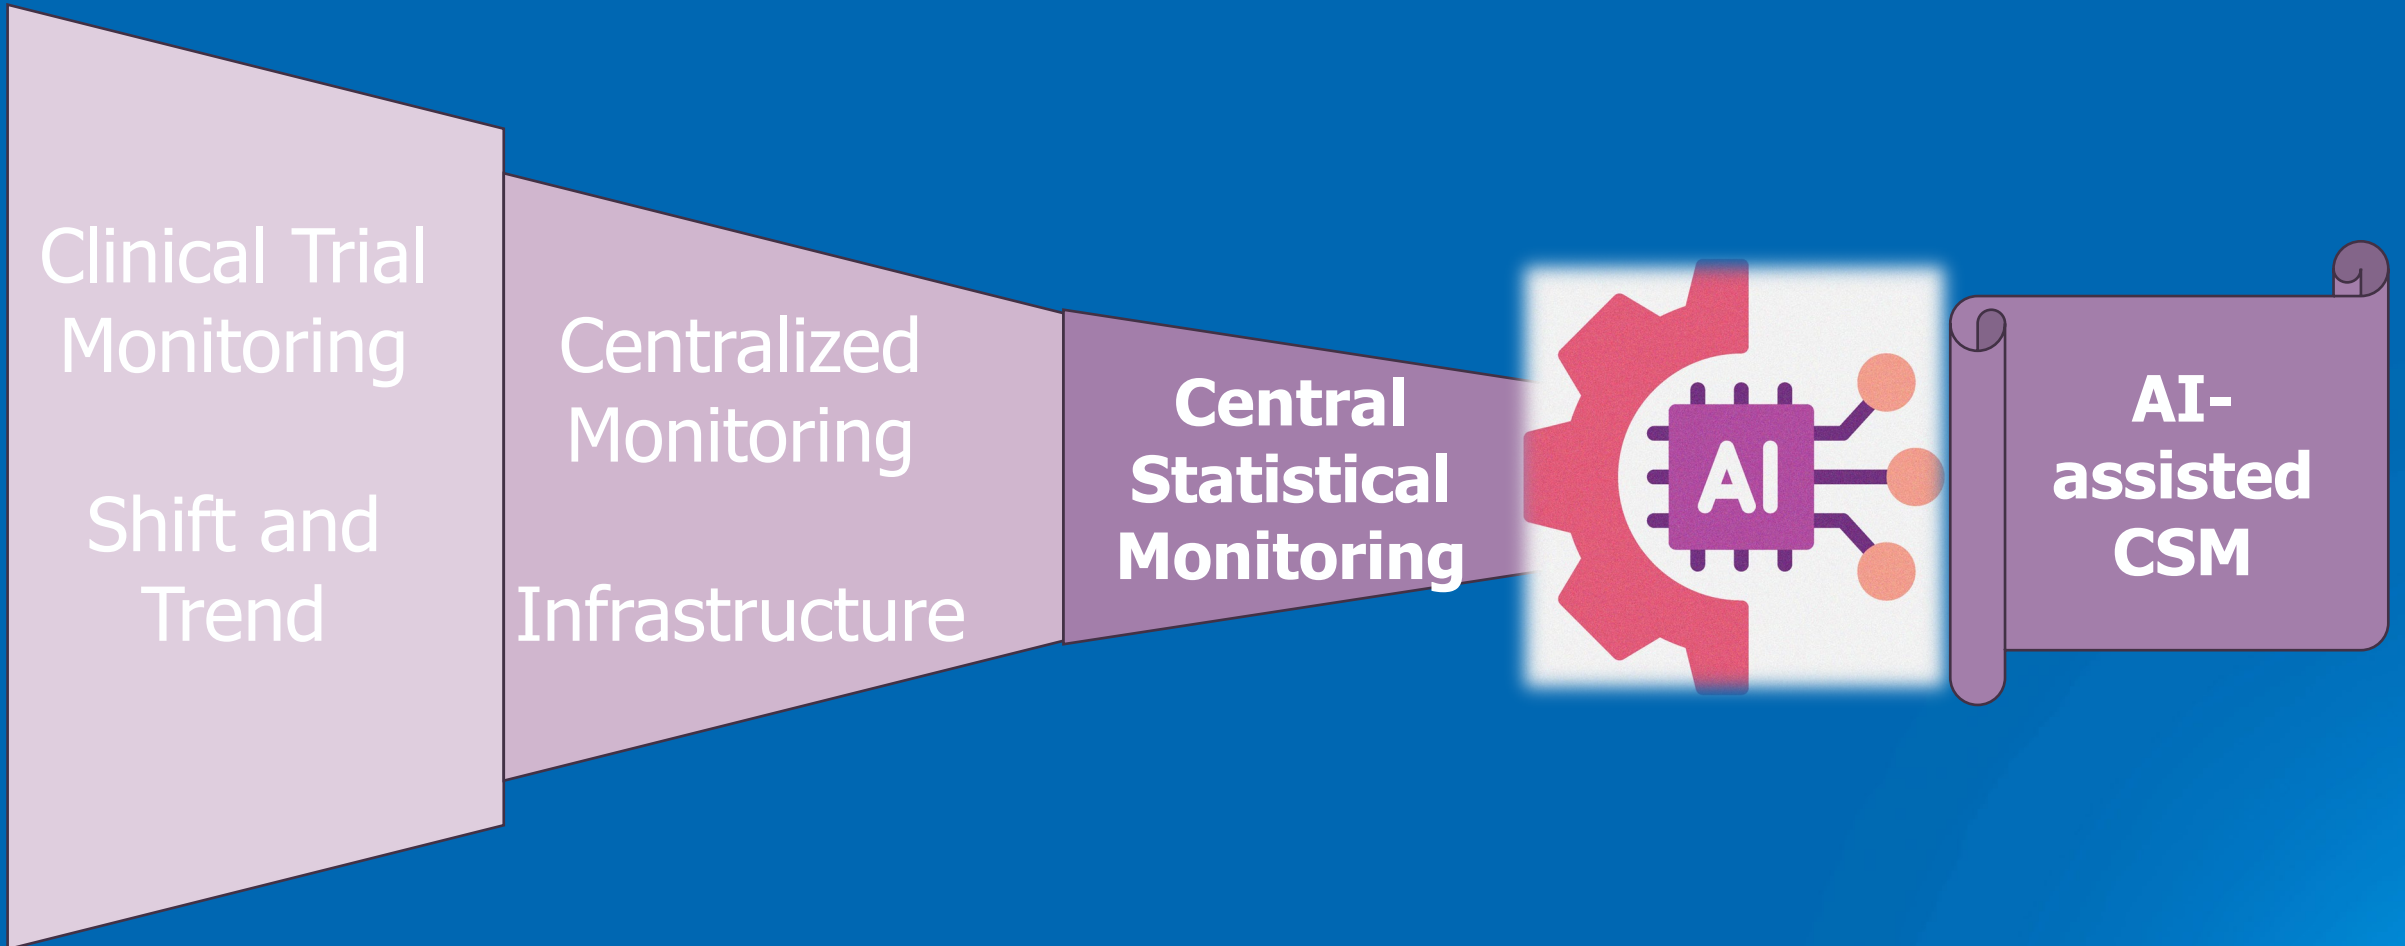 Clinical Trial
Monitoring
Shift and
Trend
Centralized
Monitoring
Infrastructure
Central
Statistical
Monitoring
AI
AI-
assisted
CSM